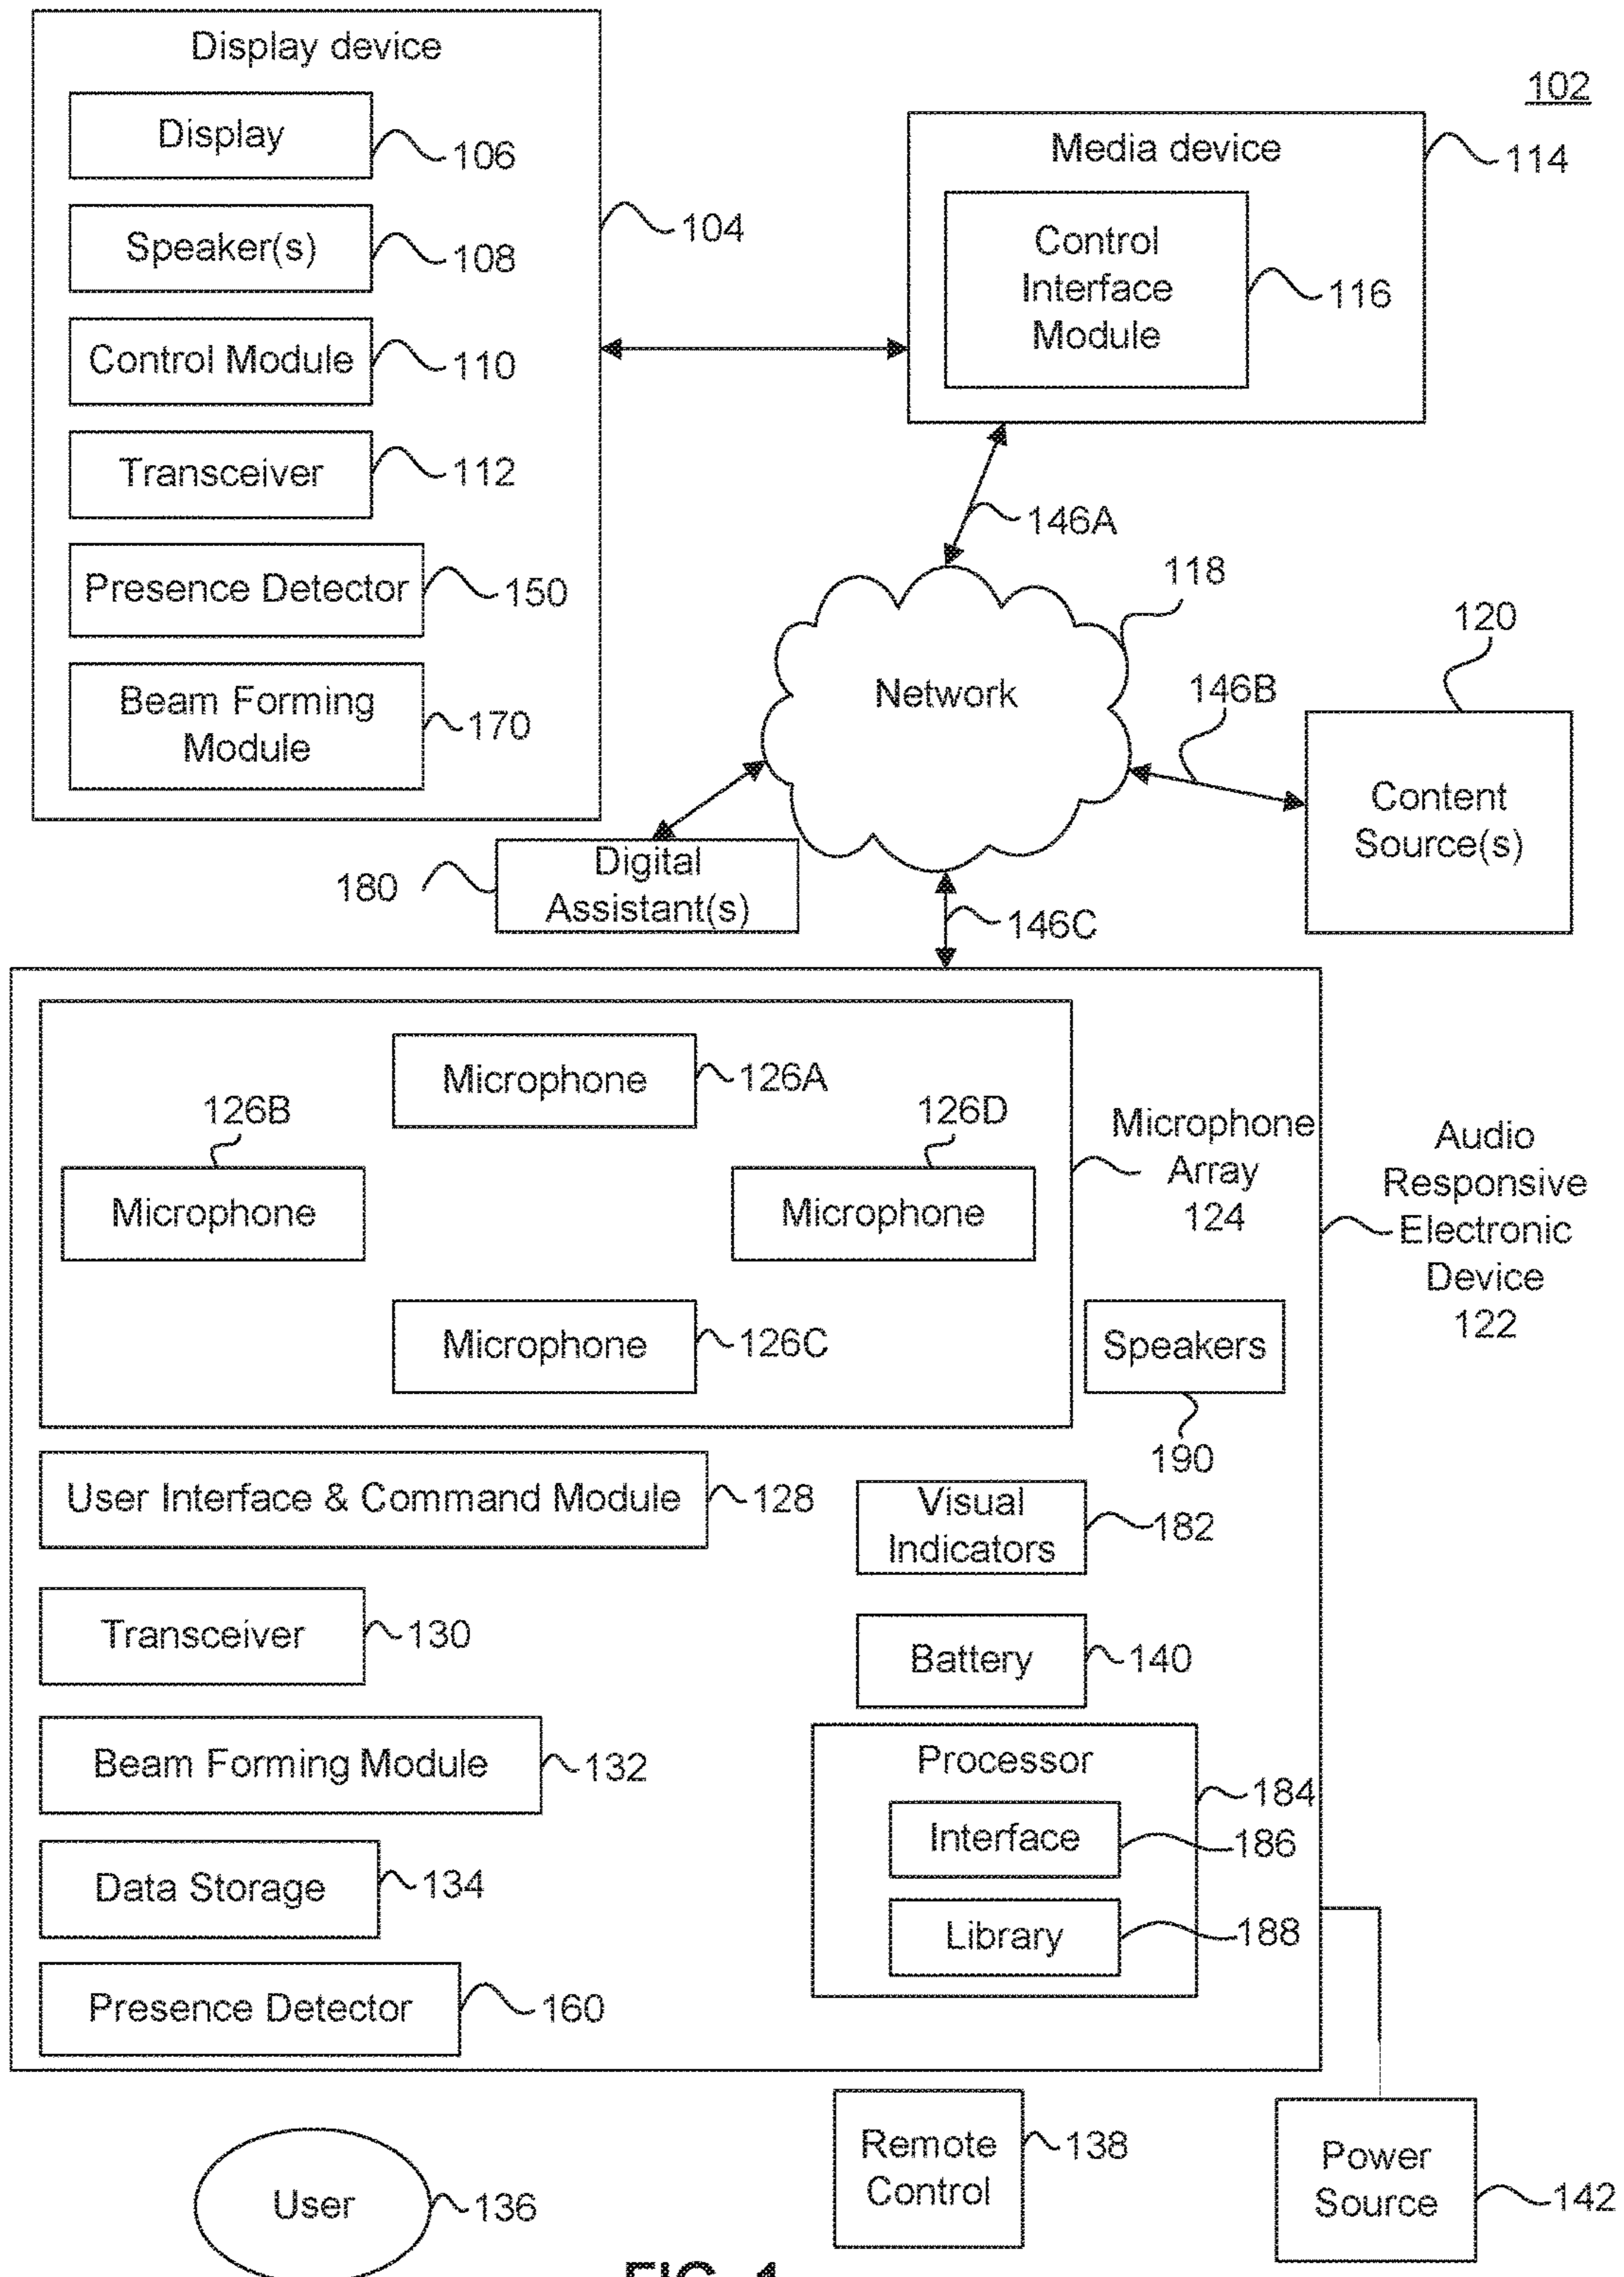 Display device
102
Display
106
Media device
114
Speaker(s)
108
104
Control
Interface
Module
116
Control Module
110
Transceiver
112
146A
Presence Detector
150
118
120
Beam Forming
Module
170
Network
146B
Content
Source(s)
180
Digital
Assistant(s)
146C
Microphone
126A
126B
126D
Microphone
Array
124
Audio
Responsive
Electronic
Device
122
Microphone
Microphone
Microphone
126C
Speakers
190
User Interface & Command Module
128
Visual
Indicators
182
Transceiver
130
Battery
140
Beam Forming Module
132
Processor
184
Interface
186
Data Storage
134
Library
188
Presence Detector
160
Remote
Control
138
Power
Source
142
User
136
FIG. 1